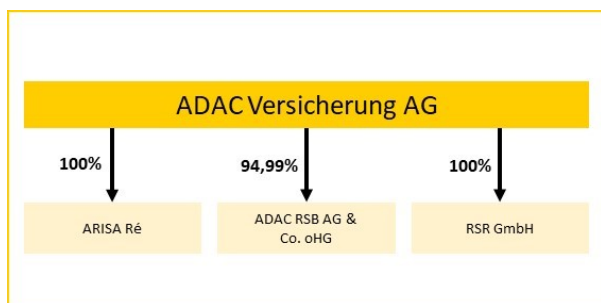 ADAC Versicherung AG
100%
94,99%
100%
ARISA Ré
ADAC RSB AG &
Co. oHG
RSR GmbH